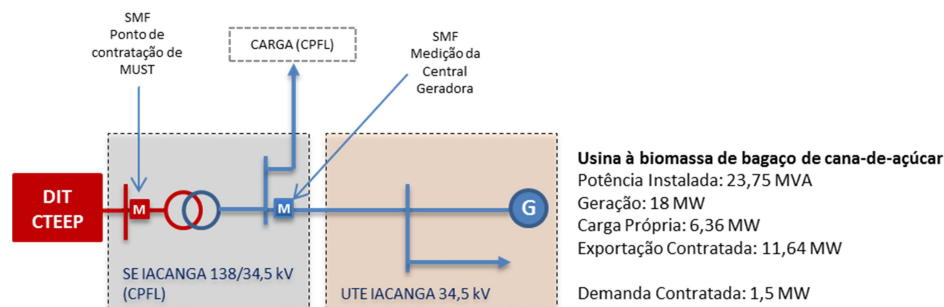 SMF
Ponto de
contratação de
MUST
CARGA (CPFL)
SMF
Medição da
Central
Geradora
DIT
CTEEP
M
M
G
SE IACANGA 138/34,5 kV
(CPFL)
UTE IACANGA 34,5 kV
Usina à biomassa de bagaço de cana-de-açúcar
Potência Instalada: 23,75 MVA
Geração: 18 MW
Carga Própria: 6,36 MW
Exportação Contratada: 11,64 MW
Demanda Contratada: 1,5 MW